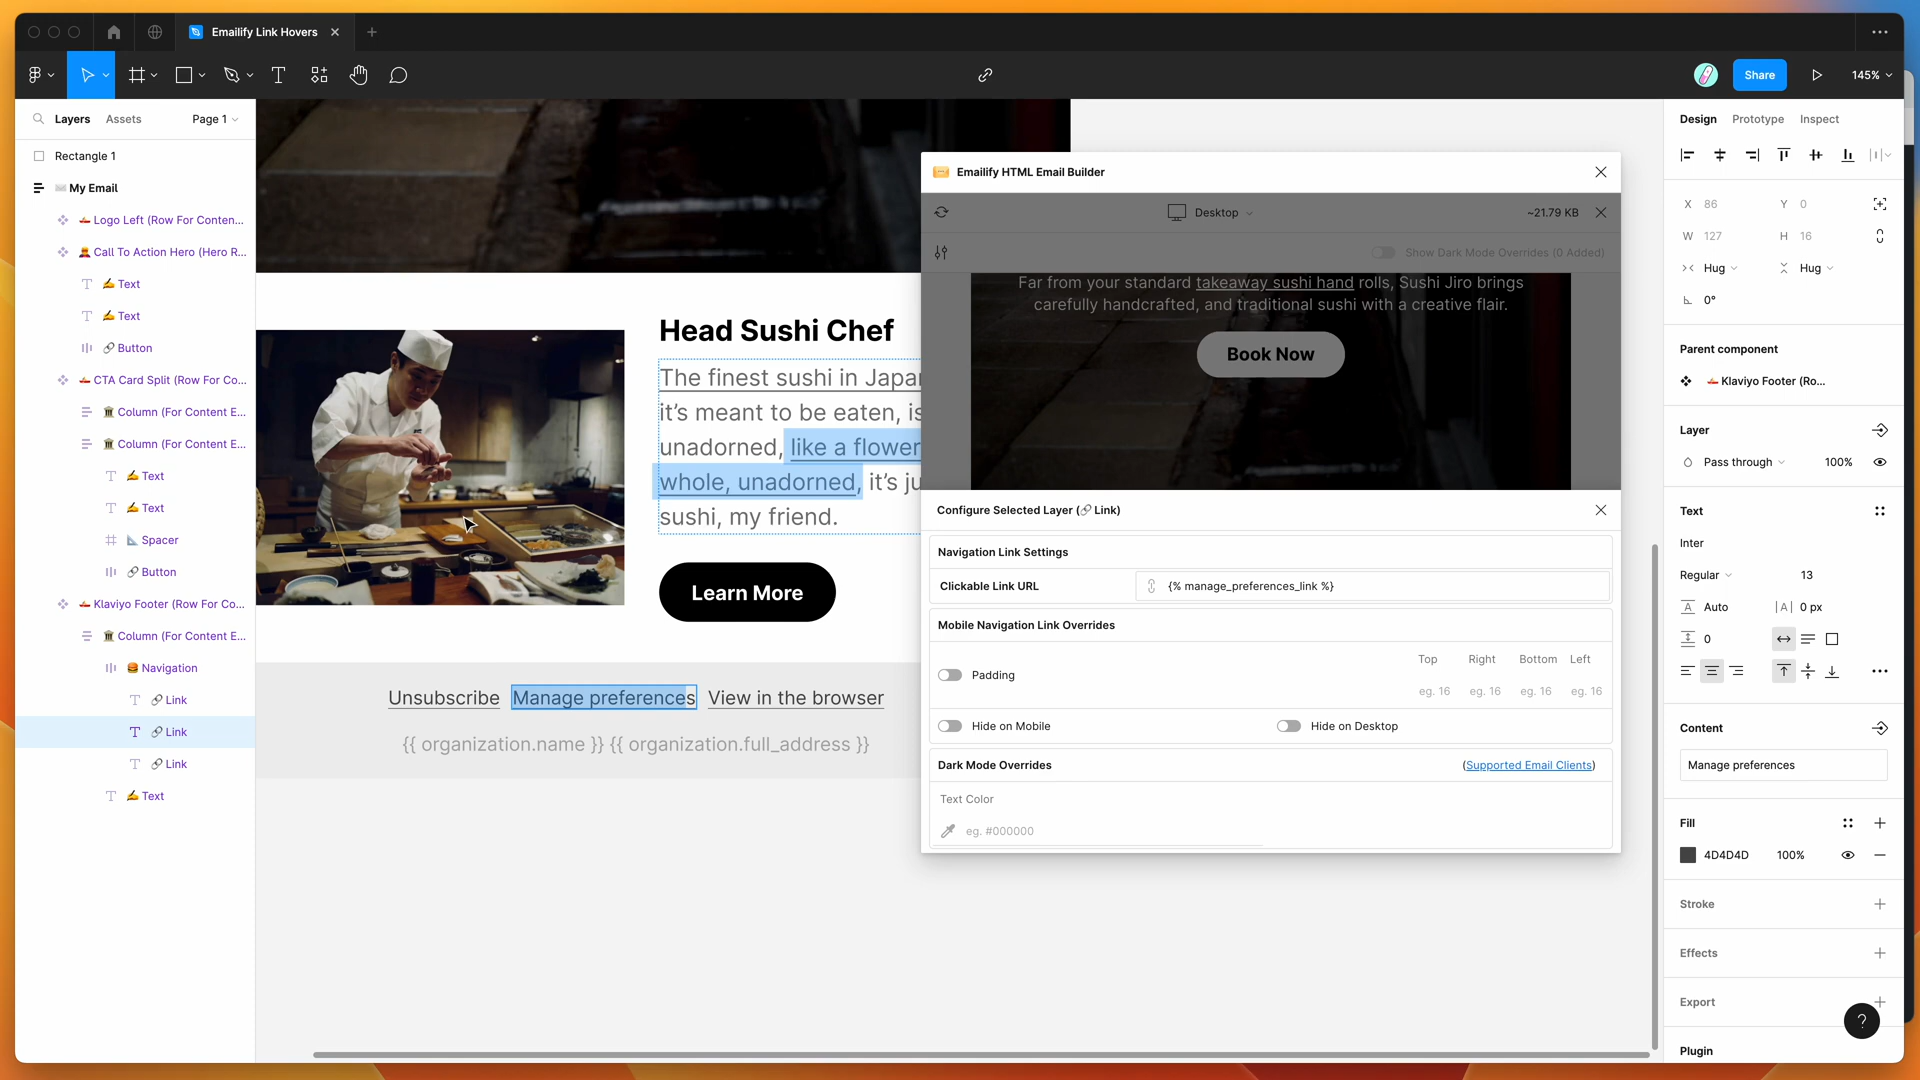 Emailify Link Hovers
Share
145%
Layers
Assets
Page 1
Rectangle 1
My Email
Logo Left (Row For Conten...
Call To Action Hero (Hero R...
Text
Text
Button
CTA Card Split (Row For Co...
Column (For Content E...
Column (For Content E...
Text
Text
Spacer
Button
Klaviyo Footer (Row For Co...
Column (For Content E...
Navigation
Link
Link
Link
Text
Head Sushi Chef
The finest sushi in Japa
it's meant to be eaten, is
unadorned, like a flower
whole, unadorned, it's ju
sushi, my friend.
Learn More
Unsubscribe Manage preferences View in the browser
{{ organization.name }} {{ organization.full_address }}
Emailify HTML Email Builder
Desktop
~21.79 KB
Show Dark Mode Overrides (0 Added)
Far from your standard takeaway sushi hand rolls, Sushi Jiro brings
carefully handcrafted, and traditional sushi with a creative flair.
Book Now
Configure Selected Layer (🔗 Link)
Navigation Link Settings
Clickable Link URL
{% manage_preferences_link %}
Mobile Navigation Link Overrides
Top Right Bottom Left
Padding
eg. 16 eg. 16 eg. 16 eg. 16
Hide on Mobile
Hide on Desktop
Dark Mode Overrides
(Supported Email Clients)
Text Color
eg. #000000
Design
Prototype
Inspect
X 86
Y 0
W 127
H 16
Hug
Hug
0°
Parent component
Klaviyo Footer (Ro...
Layer
Pass through
100%
Text
Inter
Regular
13
A Auto
|A| 0 px
0
Content
Manage preferences
Fill
4D4D4D
100%
Stroke
Effects
Export
?
Plugin